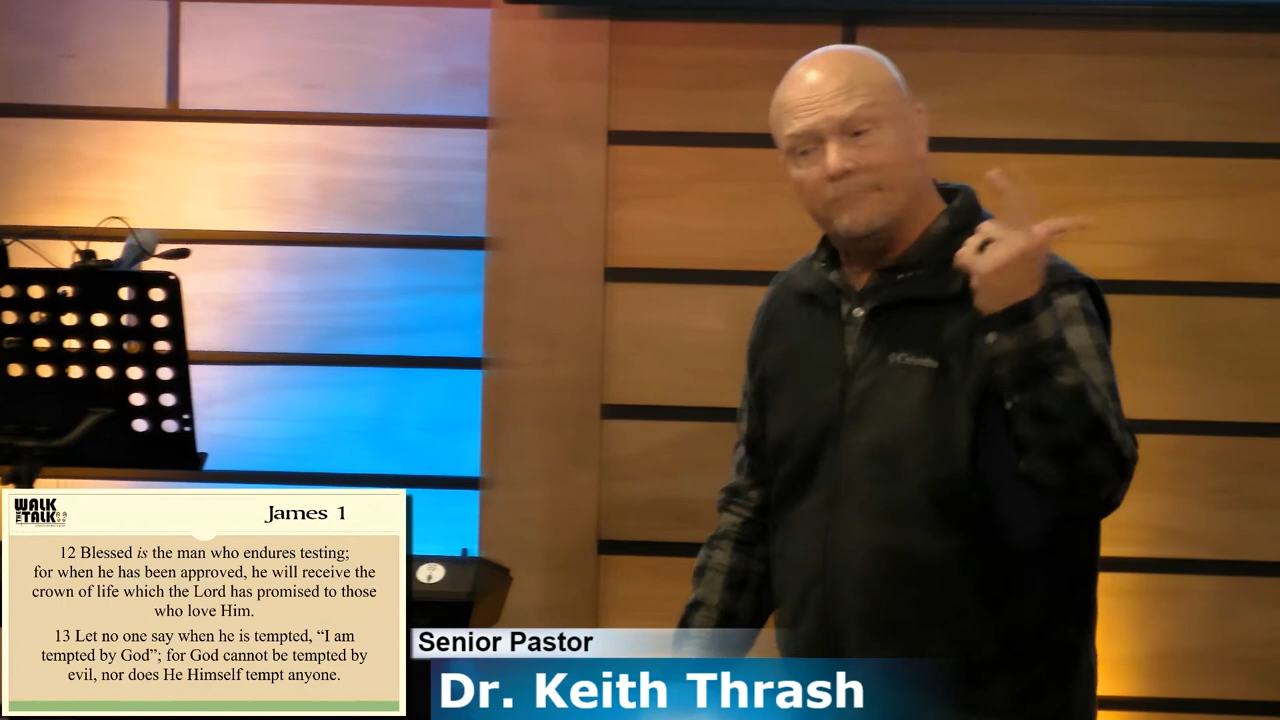 Columbia
WALK
THE
TALK
James 1
12 Blessed is the man who endures testing;
for when he has been approved, he will receive the
crown of life which the Lord has promised to those
who love Him.
13 Let no one say when he is tempted, “I am
tempted by God”; for God cannot be tempted by
evil, nor does He Himself tempt anyone.
Senior Pastor
Dr. Keith Thrash